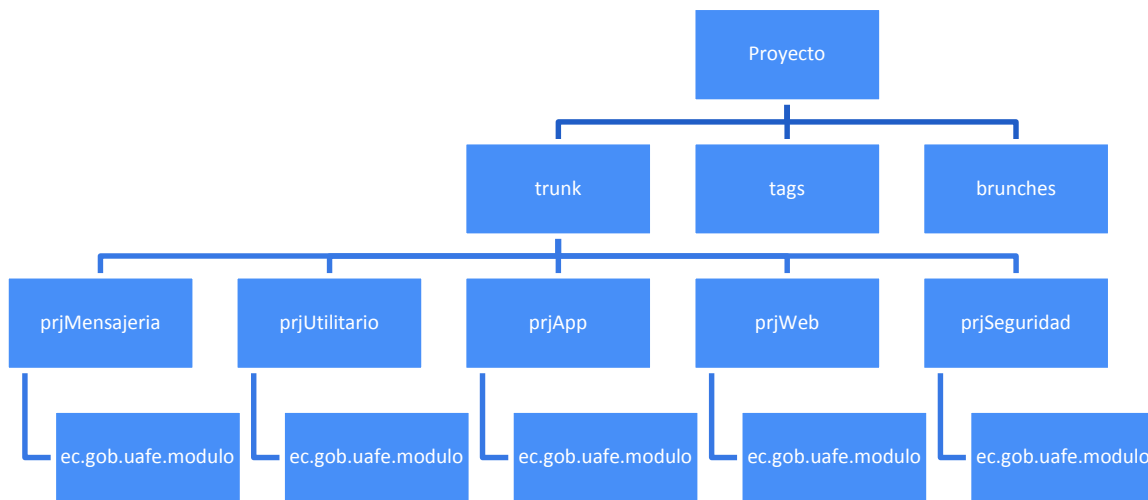 Proyecto
trunk
tags
brunches
prjMensajeria
prjUtilitario
prjApp
prjWeb
prjSeguridad
ec.gob.uafe.modulo
ec.gob.uafe.modulo
ec.gob.uafe.modulo
ec.gob.uafe.modulo
ec.gob.uafe.modulo